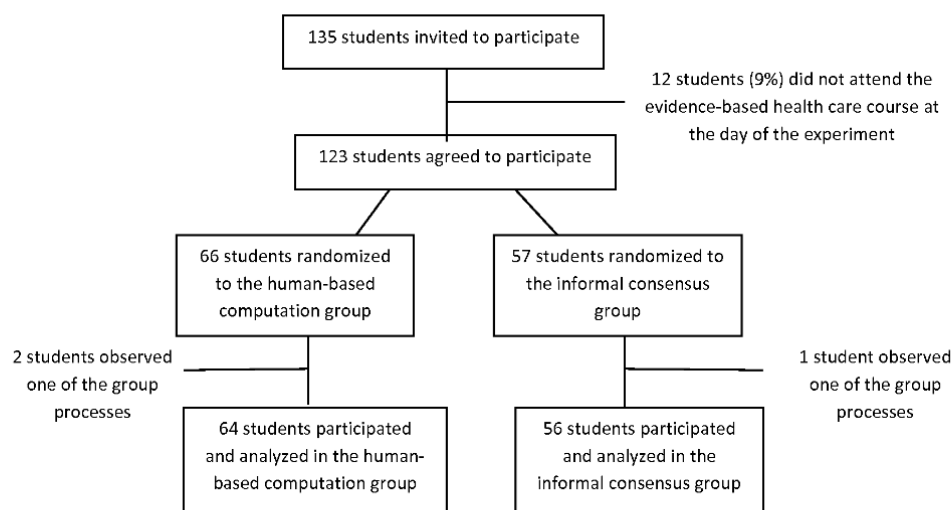 135 students invited to participate
12 students (9%) did not attend the
evidence-based health care course at
the day of the experiment
123 students agreed to participate
66 students randomized
to the human-based
computation group
57 students randomized to
the informal consensus
group
2 students observed
one of the group
processes
1 student observed
one of the group
processes
64 students participated
and analyzed in the human-
based computation group
56 students participated
and analyzed in the
informal consensus group